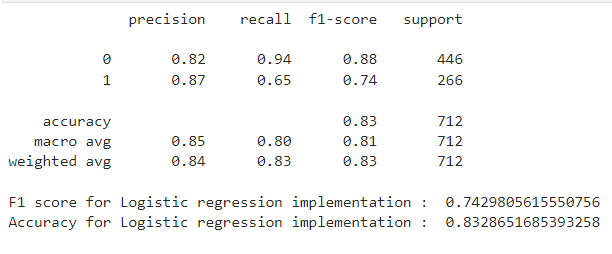 precision recall f1-score support
0 0.82 0.94 0.88 446
1 0.87 0.65 0.74 266
accuracy 0.83 712
macro avg 0.85 0.80 0.81 712
weighted avg 0.84 0.83 0.83 712
F1 score for Logistic regression implementation : 0.7429805615550756
Accuracy for Logistic regression implementation : 0.8328651685393258